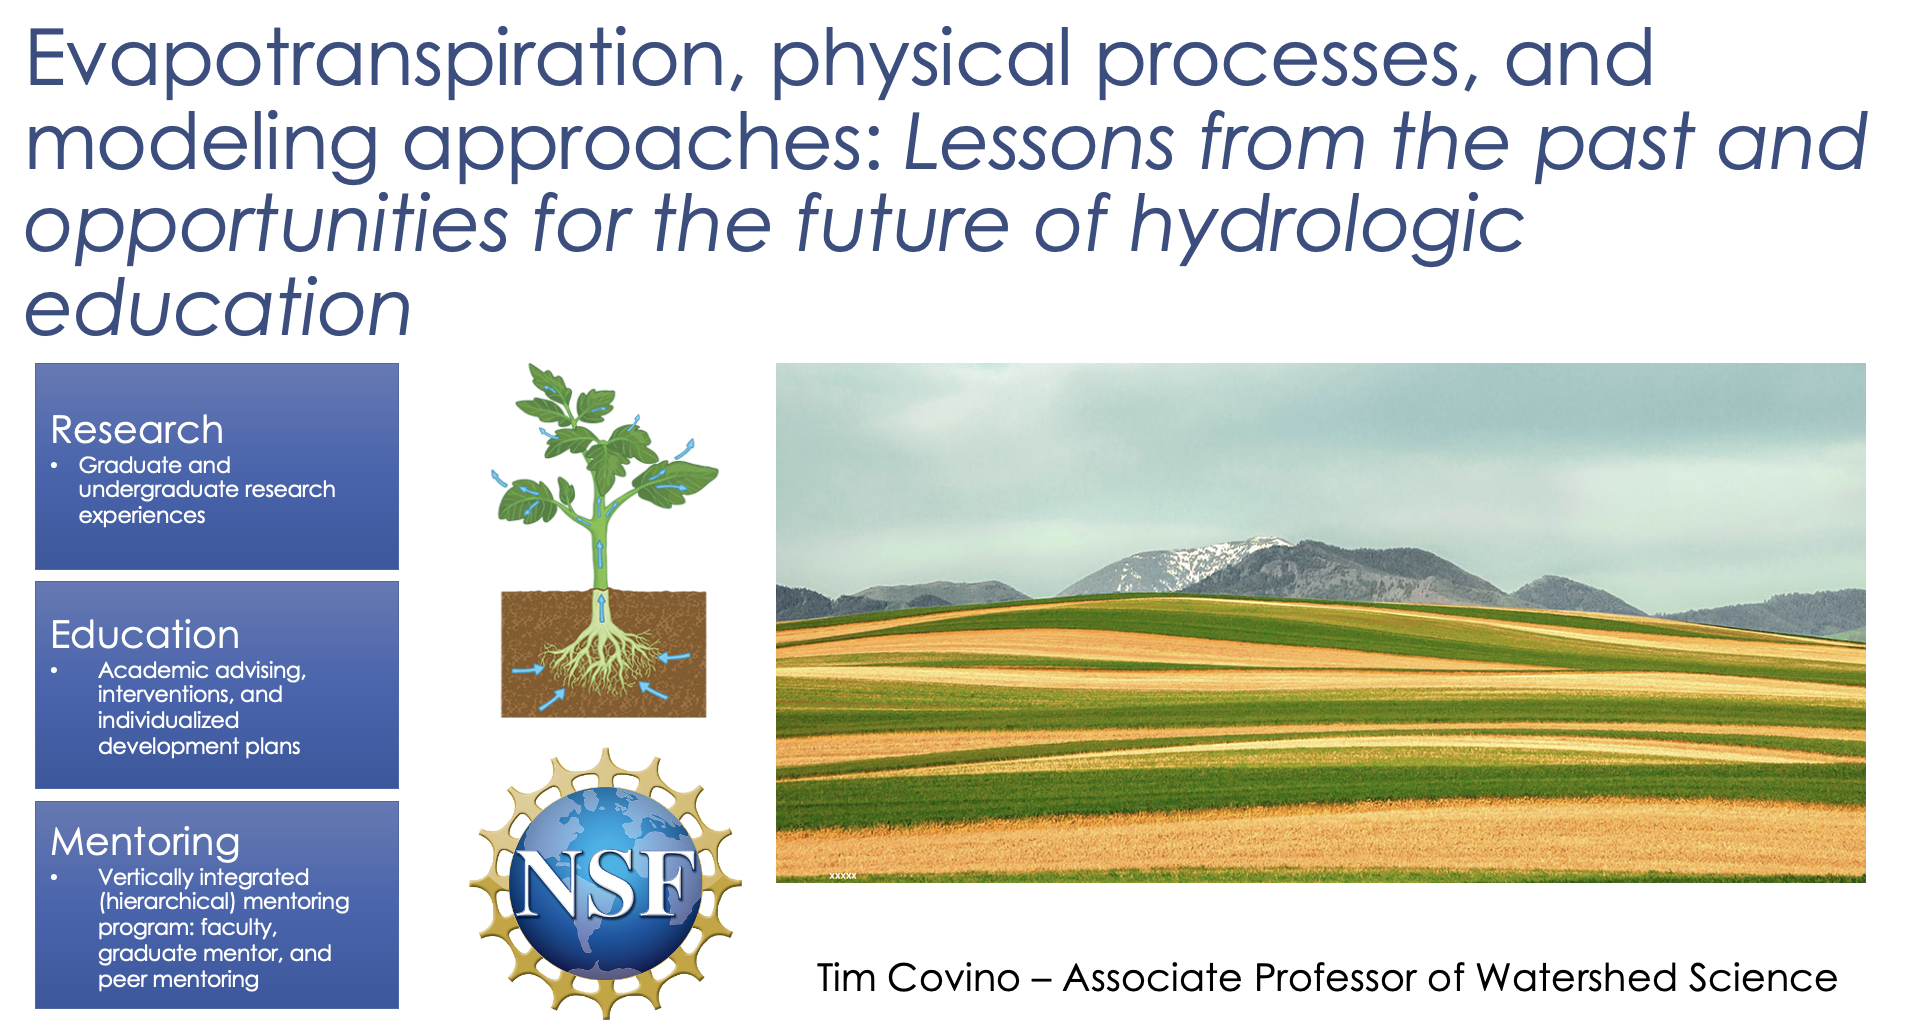 Evapotranspiration, physical processes, and
modeling approaches: Lessons from the past and
opportunities for the future of hydrologic
education
Research
• Graduate and
undergraduate research
experiences
Education
• Academic advising,
interventions, and
individualized
development plans
Mentoring
• Vertically integrated
(hierarchical) mentoring
program: faculty,
graduate mentor, and
peer mentoring
NSF
xxxxx
Tim Covino – Associate Professor of Watershed Science